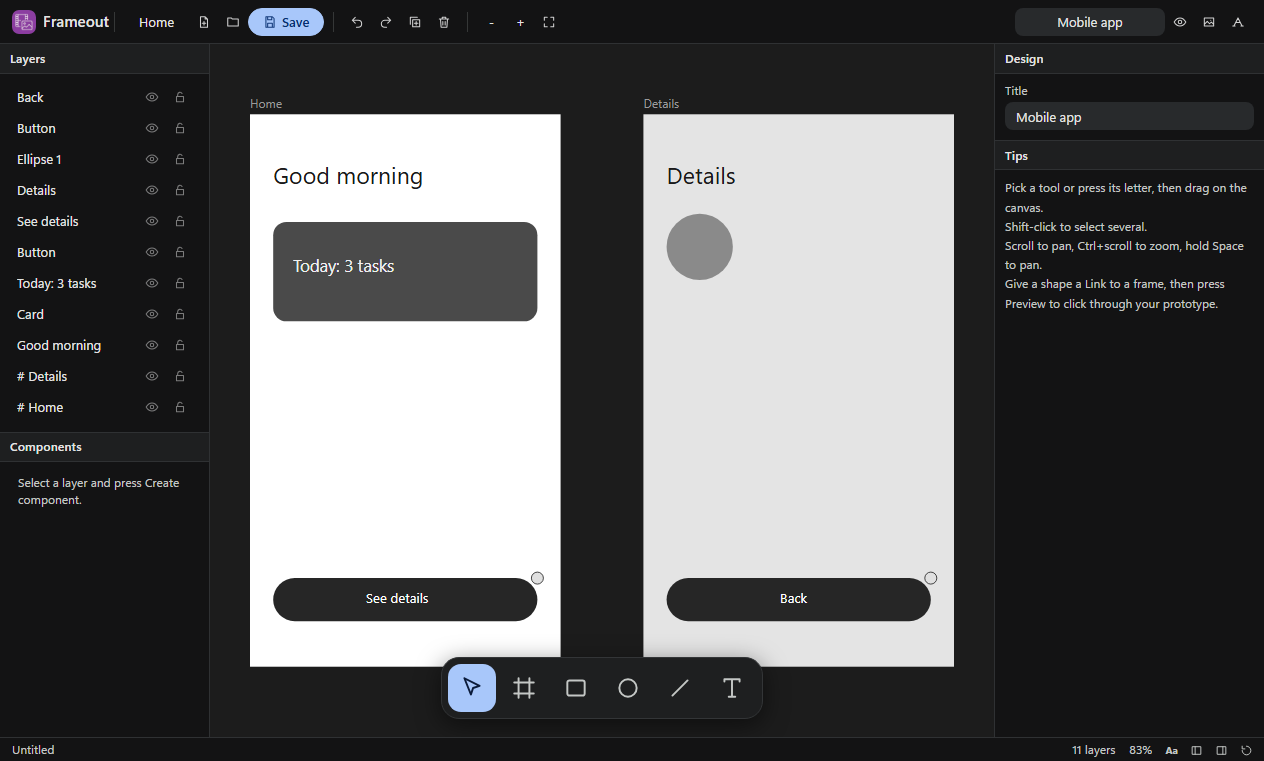 Frameout
Home
Save
-
+
Mobile app
Layers
Back
Button
Ellipse 1
Details
See details
Button
Today: 3 tasks
Card
Good morning
# Details
# Home
Components
Select a layer and press Create
component.
Home
Good morning
Today: 3 tasks
See details
Details
Details
Back
Design
Title
Mobile app
Tips
Pick a tool or press its letter, then drag on the
canvas.
Shift-click to select several.
Scroll to pan, Ctrl+scroll to zoom, hold Space
to pan.
Give a shape a Link to a frame, then press
Preview to click through your prototype.
Untitled
11 layers
83%
Aa